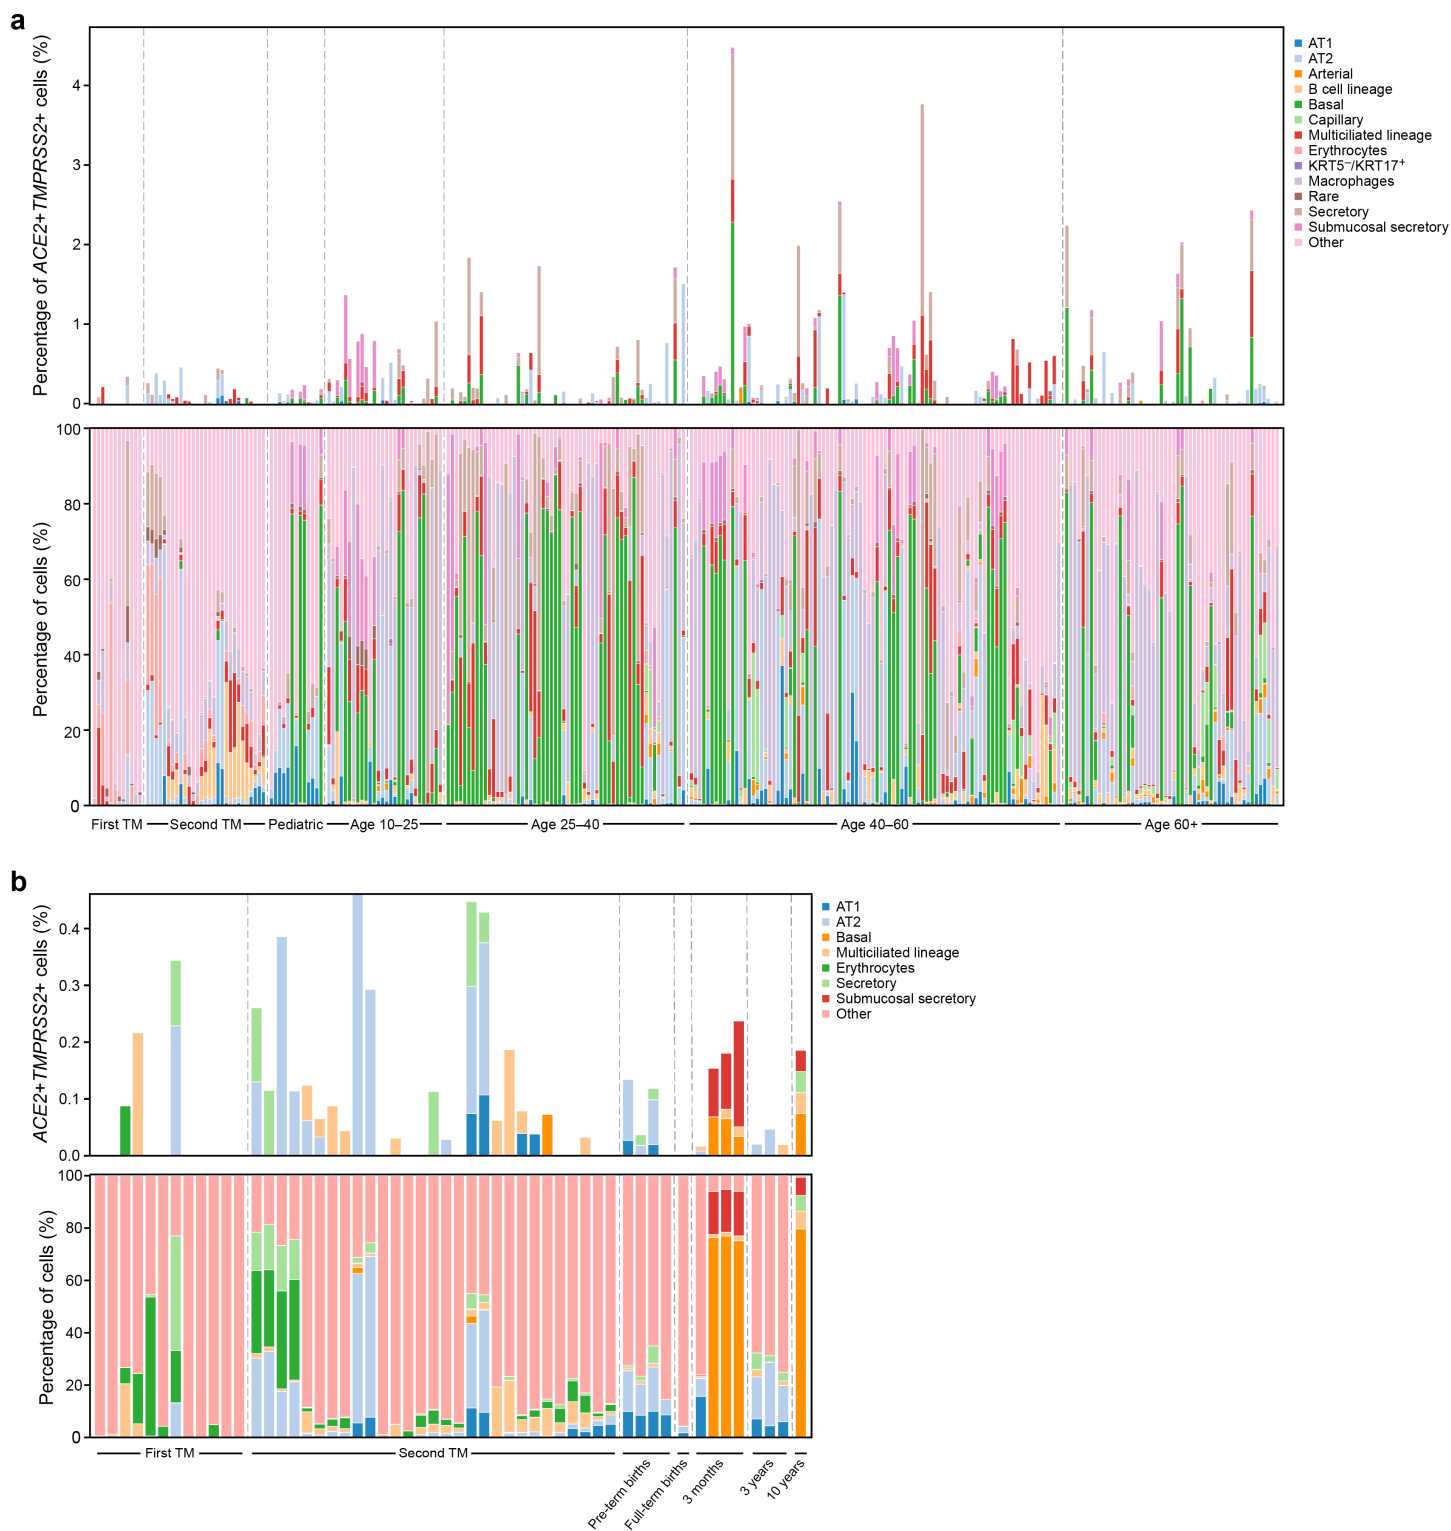 a
Percentage of ACE2+TMPRSS2+ cells (%)
4
3
2
1
0
AT1
AT2
Arterial
B cell lineage
Basal
Capillary
Multiciliated lineage
Erythrocytes
KRT5–/KRT17+
Macrophages
Rare
Secretory
Submucosal secretory
Other
Percentage of cells (%)
100
80
60
40
20
0
First TM
Second TM
Pediatric
Age 10–25
Age 25–40
Age 40–60
Age 60+
b
ACE2+TMPRSS2+ cells (%)
0.4
0.3
0.2
0.1
0.0
AT1
AT2
Basal
Multiciliated lineage
Erythrocytes
Secretory
Submucosal secretory
Other
Percentage of cells (%)
100
80
60
40
20
0
First TM
Second TM
Pre-term births
Full-term births
3 months
3 years
10 years